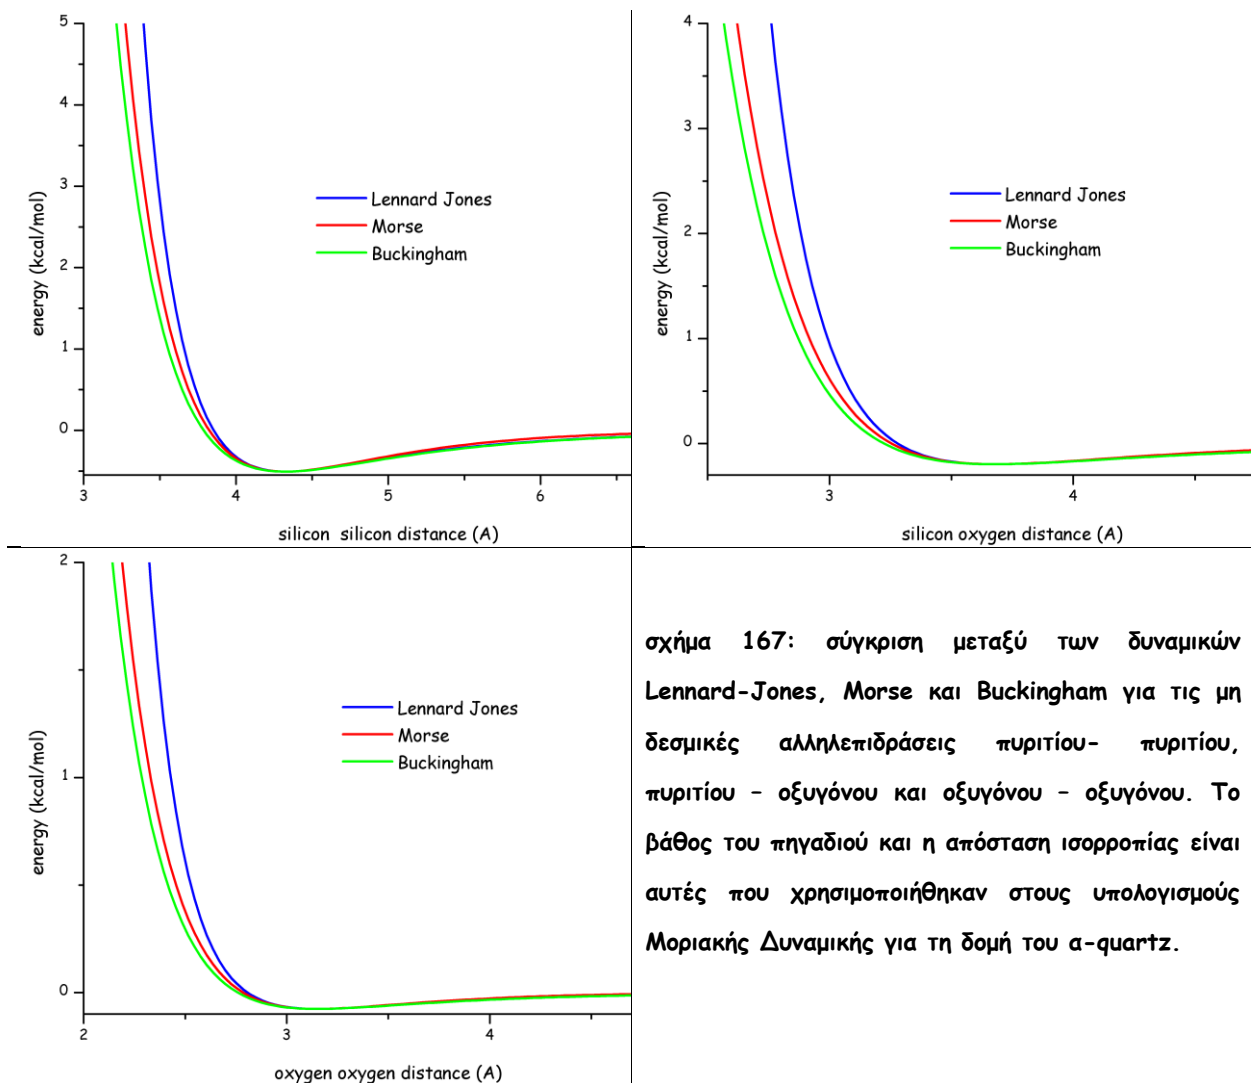 5
4
3
2
1
0
3
4
5
6
energy (kcal/mol)
Lennard Jones
Morse
Buckingham
silicon silicon distance (A)
4
3
2
1
0
3
4
energy (kcal/mol)
Lennard Jones
Morse
Buckingham
silicon oxygen distance (A)
2
1
0
2
3
4
energy (kcal/mol)
Lennard Jones
Morse
Buckingham
oxygen oxygen distance (A)
σχήμα 167: σύγκριση μεταξύ των δυναμικών
Lennard-Jones, Morse και Buckingham για τις μη
δεσμικές αλληλεπιδράσεις πυριτίου- πυριτίου,
πυριτίου – οξυγόνου και οξυγόνου – οξυγόνου. Το
βάθος του πηγαδιού και η απόσταση ισορροπίας είναι
αυτές που χρησιμοποιήθηκαν στους υπολογισμούς
Μοριακής Δυναμικής για τη δομή του α-quartz.